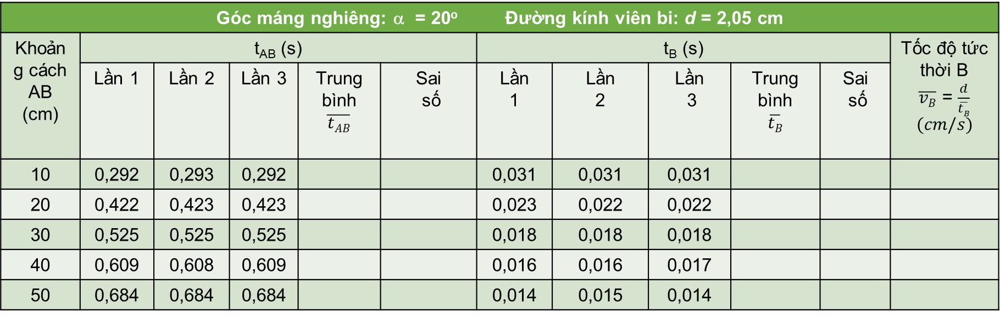 Góc máng nghiêng: α = 20º Đường kính viên bi: d = 2,05 cm
Khoản
g cách
AB
(cm)
t_AB (s)
t_B (s)
Tốc độ tức
thời B
\overline{v_B} = \frac{d}{\overline{t}_B}
(cm/s)
Lần 1
Lần 2
Lần 3
Trung
bình
\overline{t_{AB}}
Sai
số
Lần
1
Lần
2
Lần
3
Trung
bình
\overline{t}_B
Sai
số
10 0,292 0,293 0,292 0,031 0,031 0,031
20 0,422 0,423 0,423 0,023 0,022 0,022
30 0,525 0,525 0,525 0,018 0,018 0,018
40 0,609 0,608 0,609 0,016 0,016 0,017
50 0,684 0,684 0,684 0,014 0,015 0,014